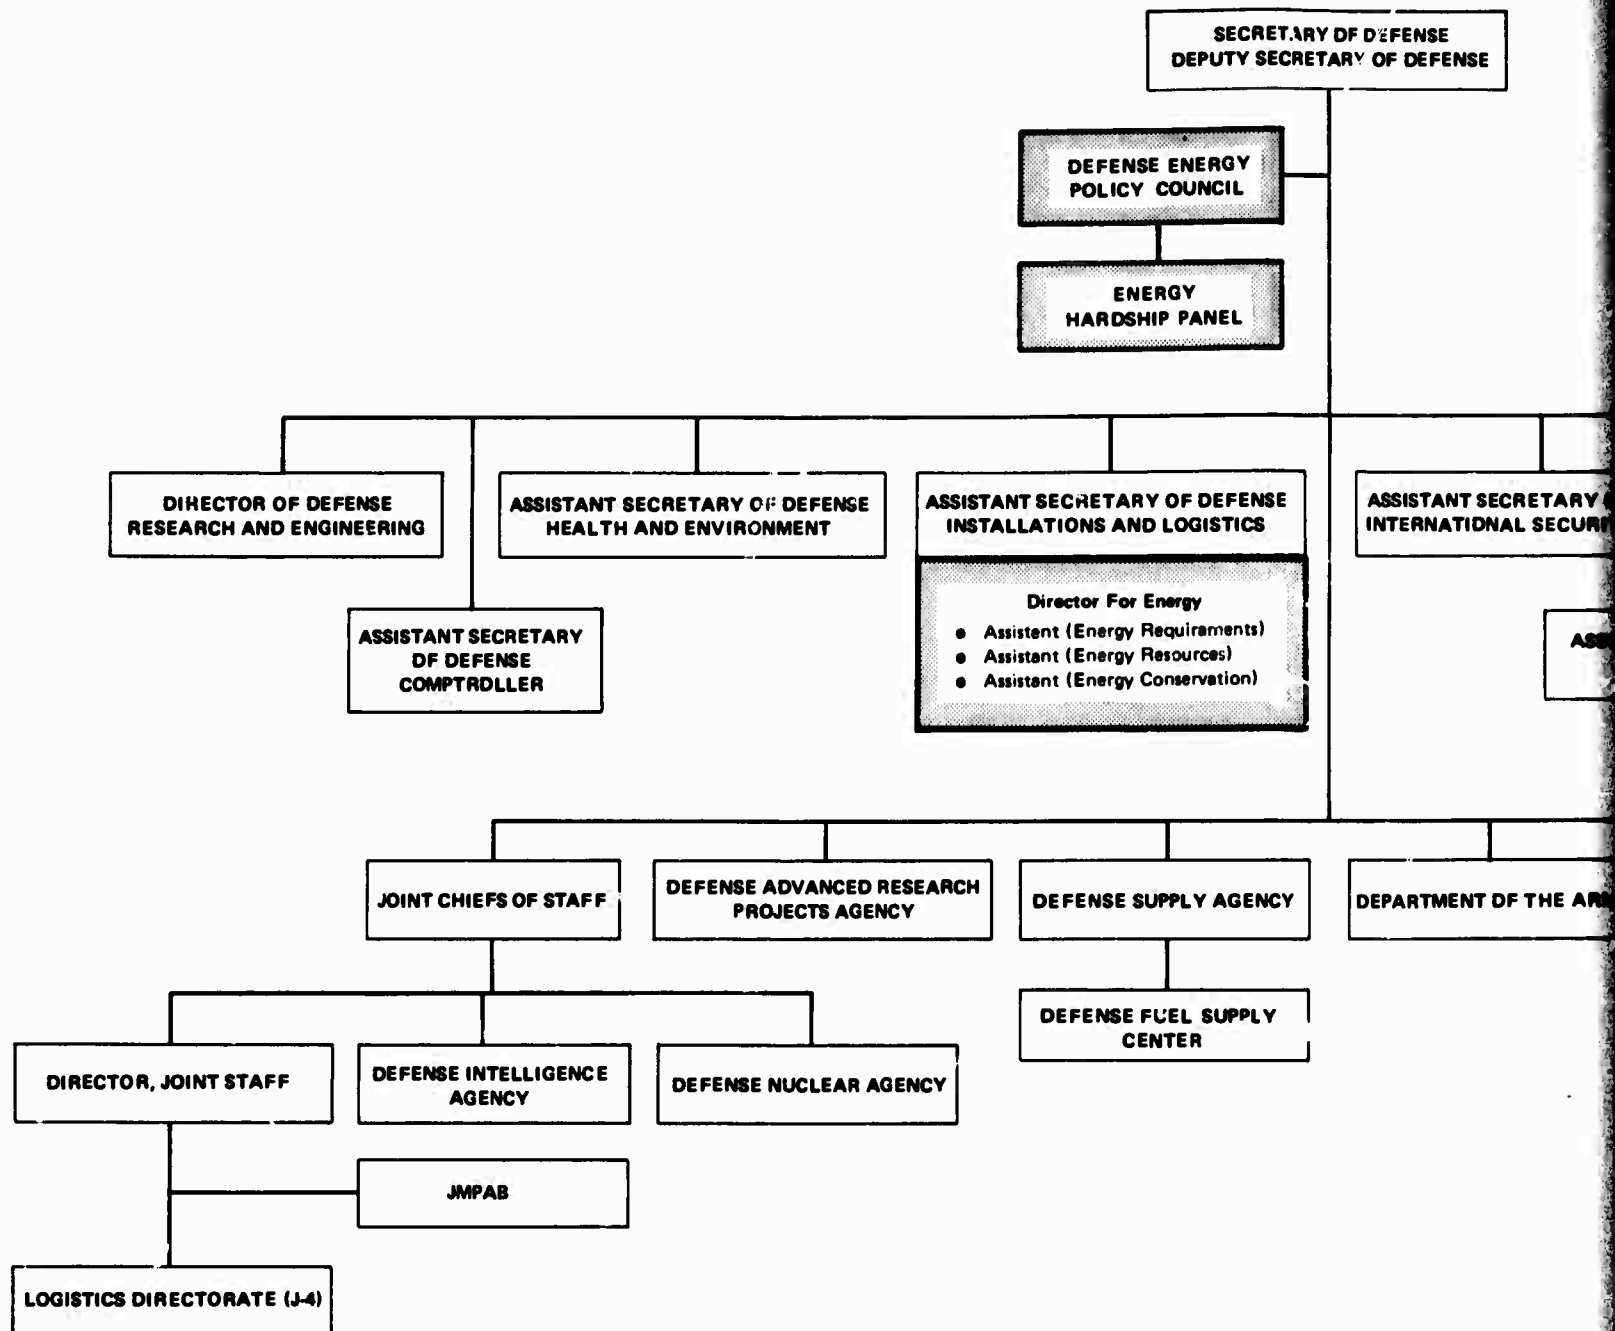 SECRETARY OF DEFENSE
DEPUTY SECRETARY OF DEFENSE
DEFENSE ENERGY
POLICY COUNCIL
ENERGY
HARDSHIP PANEL
DIRECTOR OF DEFENSE
RESEARCH AND ENGINEERING
ASSISTANT SECRETARY OF DEFENSE
HEALTH AND ENVIRONMENT
ASSISTANT SECRETARY OF DEFENSE
INSTALLATIONS AND LOGISTICS
ASSISTANT SECRETARY
INTERNATIONAL
Director For Energy
● Assistent (Energy Requiraments)
● Assistant (Energy Resources)
● Assistant (Energy Conservation)
ASSISTANT SECRETARY
OF DEFENSE
COMPTROLLER
JOINT CHIEFS OF STAFF
DEFENSE ADVANCED RESEARCH
PROJECTS AGENCY
DEFENSE SUPPLY AGENCY
DEPARTMENT OF THE
DEFENSE FUEL SUPPLY
CENTER
DIRECTOR, JOINT STAFF
DEFENSE INTELLIGENCE
AGENCY
DEFENSE NUCLEAR AGENCY
JMPAB
LOGISTICS DIRECTORATE (J-4)